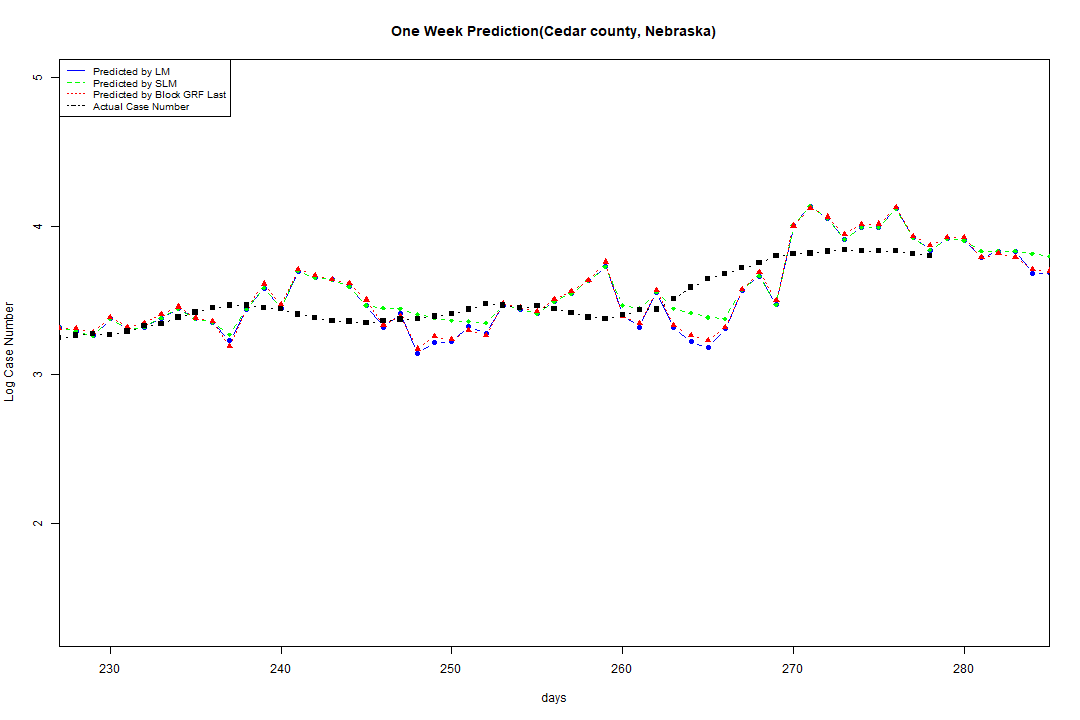 One Week Prediction(Cedar county, Nebraska)
Predicted by LM
Predicted by SLM
Predicted by Block GRF Last
Actual Case Number
5
4
3
2
Log Case Number
230 240 250 260 270 280
days